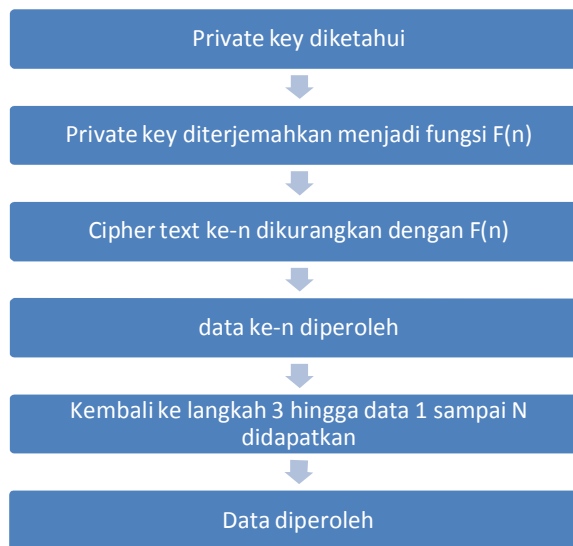 Private key diketahui
Private key diterjemahkan menjadi fungsi F(n)
Cipher text ke-n dikurangkan dengan F(n)
data ke-n diperoleh
Kembali ke langkah 3 hingga data 1 sampai N
didapatkan
Data diperoleh